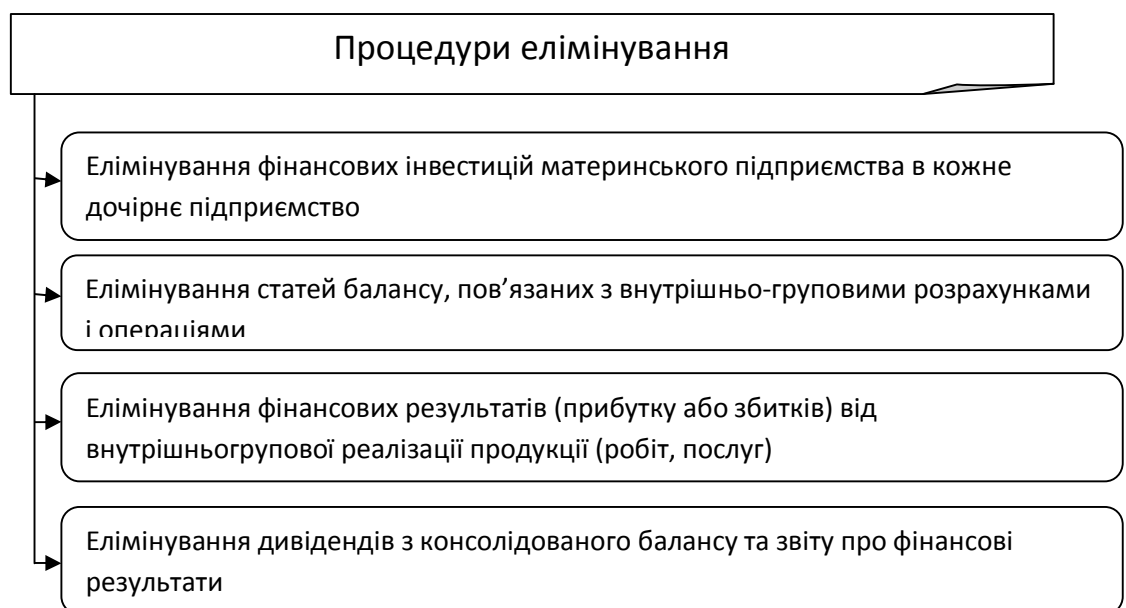 Процедури елімінування
Елімінування фінансових інвестицій материнського підприємства в кожне
дочірнє підприємство
Елімінування статей балансу, пов’язаних з внутрішньо-груповими розрахунками
і операціями
Елімінування фінансових результатів (прибутку або збитків) від
внутрішньогрупової реалізації продукції (робіт, послуг)
Елімінування дивідендів з консолідованого балансу та звіту про фінансові
результати